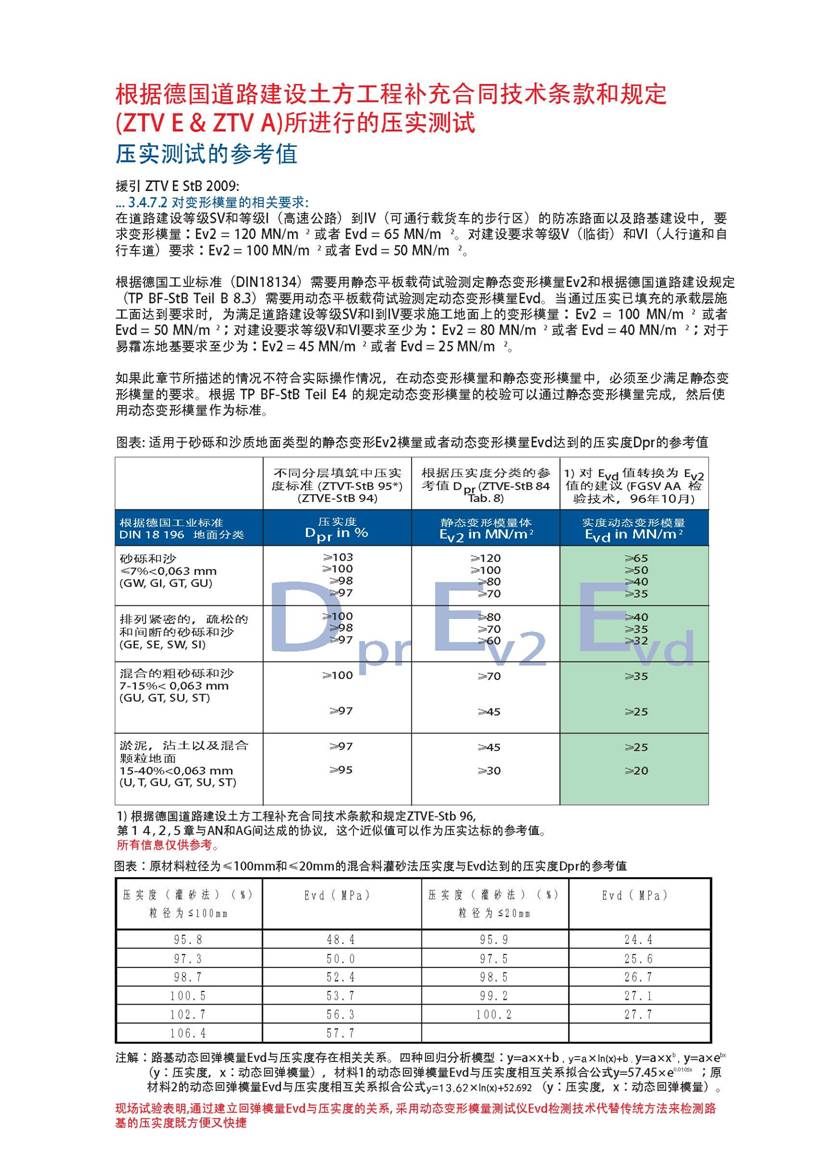 根据德国道路建设土方工程补充合同技术条款和规定
(ZTV E & ZTV A)所进行的压实测试
压实测试的参考值
援引 ZTV E StB 2009:
... 3.4.7.2 对变形模量的相关要求:
在道路建设等级SV和等级I（高速公路）到IV（可通行载货车的步行区）的防冻路面以及路基建设中，要
求变形模量：Ev2 = 120 MN/m ² 或者 Evd = 65 MN/m ²。对建设要求等级V（临街）和VI（人行道和自
行车道）要求：Ev2 = 100 MN/m ² 或者 Evd = 50 MN/m ²。
根据德国工业标准（DIN18134）需要用静态平板载荷试验测定静态变形模量Ev2和根据德国道路建设规定
（TP BF-StB Teil B 8.3）需要用动态平板载荷试验测定动态变形模量Evd。当通过压实已填充的承载层施
工面达到要求时，为满足道路建设等级SV和I到IV要求施工地面上的变形模量：Ev2 = 100 MN/m ² 或者
Evd = 50 MN/m ²；对建设要求等级V和VI要求至少为：Ev2 = 80 MN/m ² 或者 Evd = 40 MN/m ²；对于
易霜冻地基要求至少为：Ev2 = 45 MN/m ² 或者 Evd = 25 MN/m ²。
如果此章节所描述的情况不符合实际操作情况，在动态变形模量和静态变形模量中，必须至少满足静态变
形模量的要求。根据 TP BF-StB Teil E4 的规定动态变形模量的校验可以通过静态变形模量完成，然后使
用动态变形模量作为标准。
图表: 适用于砂砾和沙质地面类型的静态变形Ev2模量或者动态变形模量Evd达到的压实度Dpr的参考值
不同分层填筑中压实 根据压实度分类的参 1) 对 Evd 值转换为 Ev2
度标准 (ZTVT-StB 95*) 考值 Dpr (ZTVE-StB 84 值的建议 (FGSV AA 检
(ZTVE-StB 94) Tab. 8) 验技术，96年10月)
根据德国工业标准 压实度 静态变形模量体 实度动态变形模量
DIN 18 196 地面分类 Dpr in % Ev2 in MN/m² Evd in MN/m²
砂砾和沙 ⩾103 ⩾120 ⩾65
⩽7%<0,063 mm ⩾100 ⩾100 ⩾50
(GW, GI, GT, GU) ⩾98 ⩾80 ⩾40
⩾97 ⩾70 ⩾35
Dpr Ev2 Evd
排列紧密的，疏松的 ⩾100 ⩾80 ⩾40
和间断的砂砾和沙 ⩾98 ⩾70 ⩾35
(GE, SE, SW, SI) ⩾97 ⩾60 ⩾32
混合的粗砂砾和沙 ⩾100 ⩾70 ⩾35
7-15%< 0,063 mm
(GU, GT, SU, ST)
⩾97 ⩾45 ⩾25
淤泥，沾土以及混合 ⩾97 ⩾45 ⩾25
颗粒地面
15-40%<0,063 mm ⩾95 ⩾30 ⩾20
(U, T, GU, GT, SU, ST)
1) 根据德国道路建设土方工程补充合同技术条款和规定ZTVE-Stb 96,
第 1 4 , 2 , 5 章与AN和AG间达成的协议，这个近似值可以作为压实达标的参考值。
所有信息仅供参考。
图表：原材料粒径为⩽100mm和⩽20mm的混合料灌砂法压实度与Evd达到的压实度Dpr的参考值
压实度（灌砂法）（%） Evd（MPa） 压实度（灌砂法）（%） Evd（MPa）
粒径为≤100mm 粒径为≤20mm
95.8 48.4 95.9 24.4
97.3 50.0 97.5 25.6
98.7 52.4 98.5 26.7
100.5 53.7 99.2 27.1
102.7 56.3 100.2 27.7
106.4 57.7
注解：路基动态回弹模量Evd与压实度存在相关关系。四种回归分析模型：y=a×x+b，y=a×ln(x)+b，y=a×xᵇ，y=a×eᵇˣ
（y：压实度，x：动态回弹模量），材料1的动态回弹模量Evd与压实度相互关系拟合公式y=57.45×e⁰·⁰¹⁰⁵ˣ ；原
材料2的动态回弹模量Evd与压实度相互关系拟合公式y=13.62×ln(x)+52.692 （y：压实度，x：动态回弹模量）。
现场试验表明,通过建立回弹模量Evd与压实度的关系, 采用动态变形模量测试仪Evd检测技术代替传统方法来检测路
基的压实度既方便又快捷